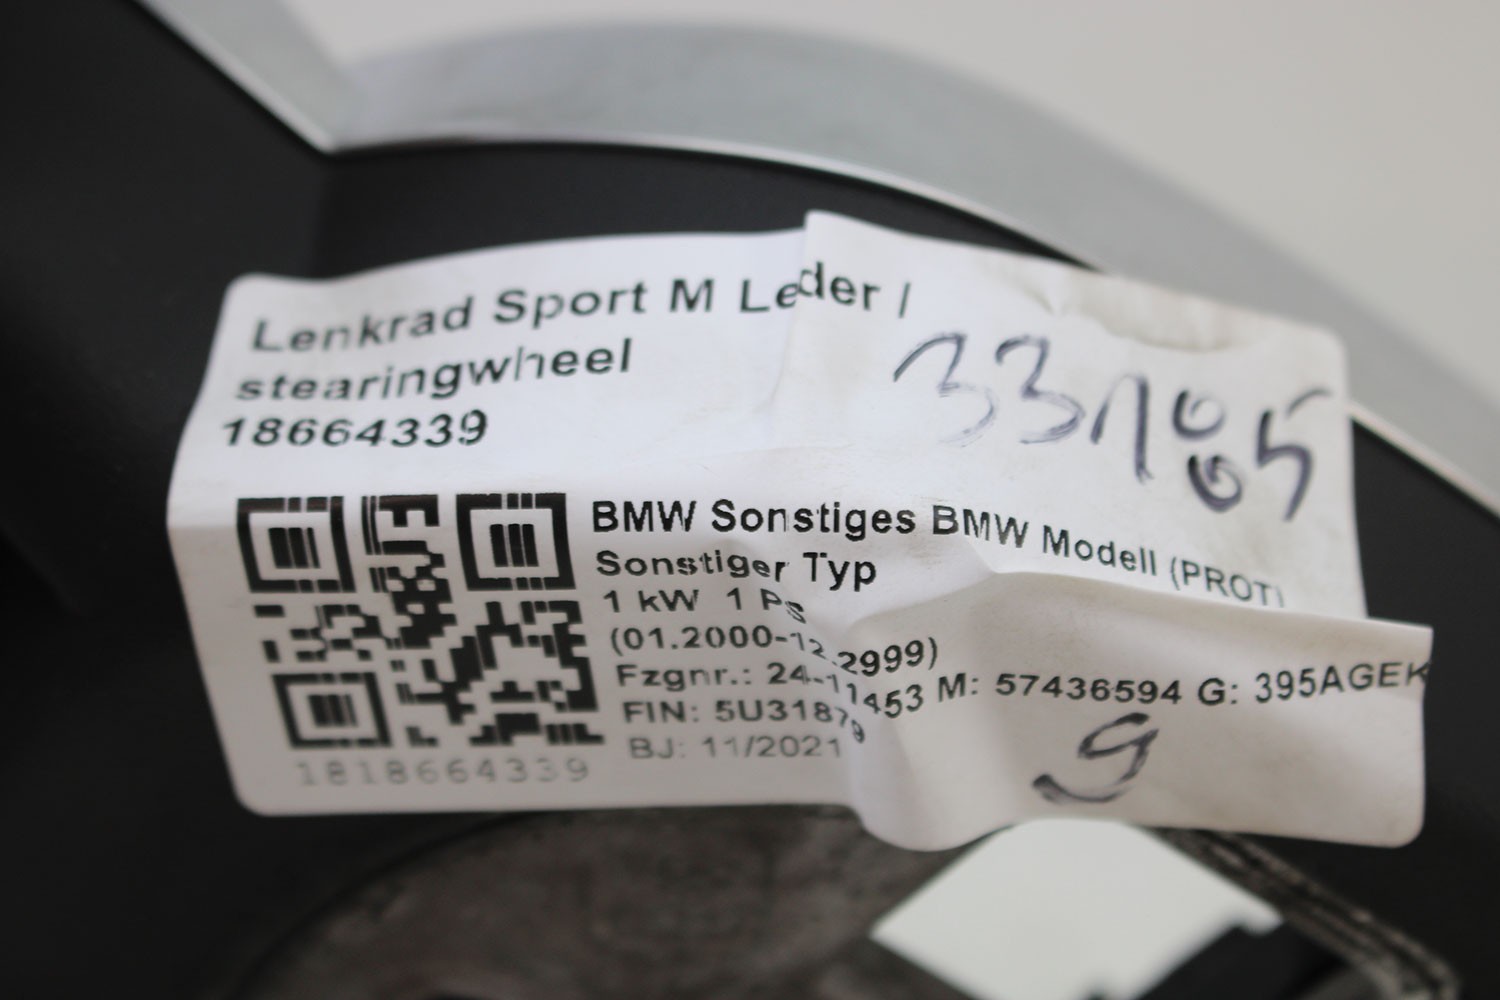 Lenkrad Sport M Leder /
stearingwheel
18664339
33185
BMW Sonstiges BMW Modell (PROT)
Sonstiger Typ
1 kW 1 Ps
(01.2000-12.2999)
Fzgnr.: 24-11453 M: 57436594 G: 395AGEK
FIN: 5U31879
BJ: 11/2021
1818664339
9